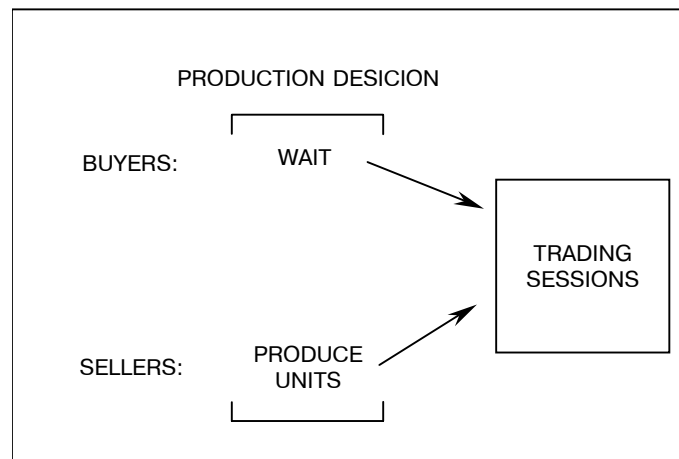 PRODUCTION DESICION
BUYERS:
WAIT
TRADING
SESSIONS
SELLERS:
PRODUCE
UNITS